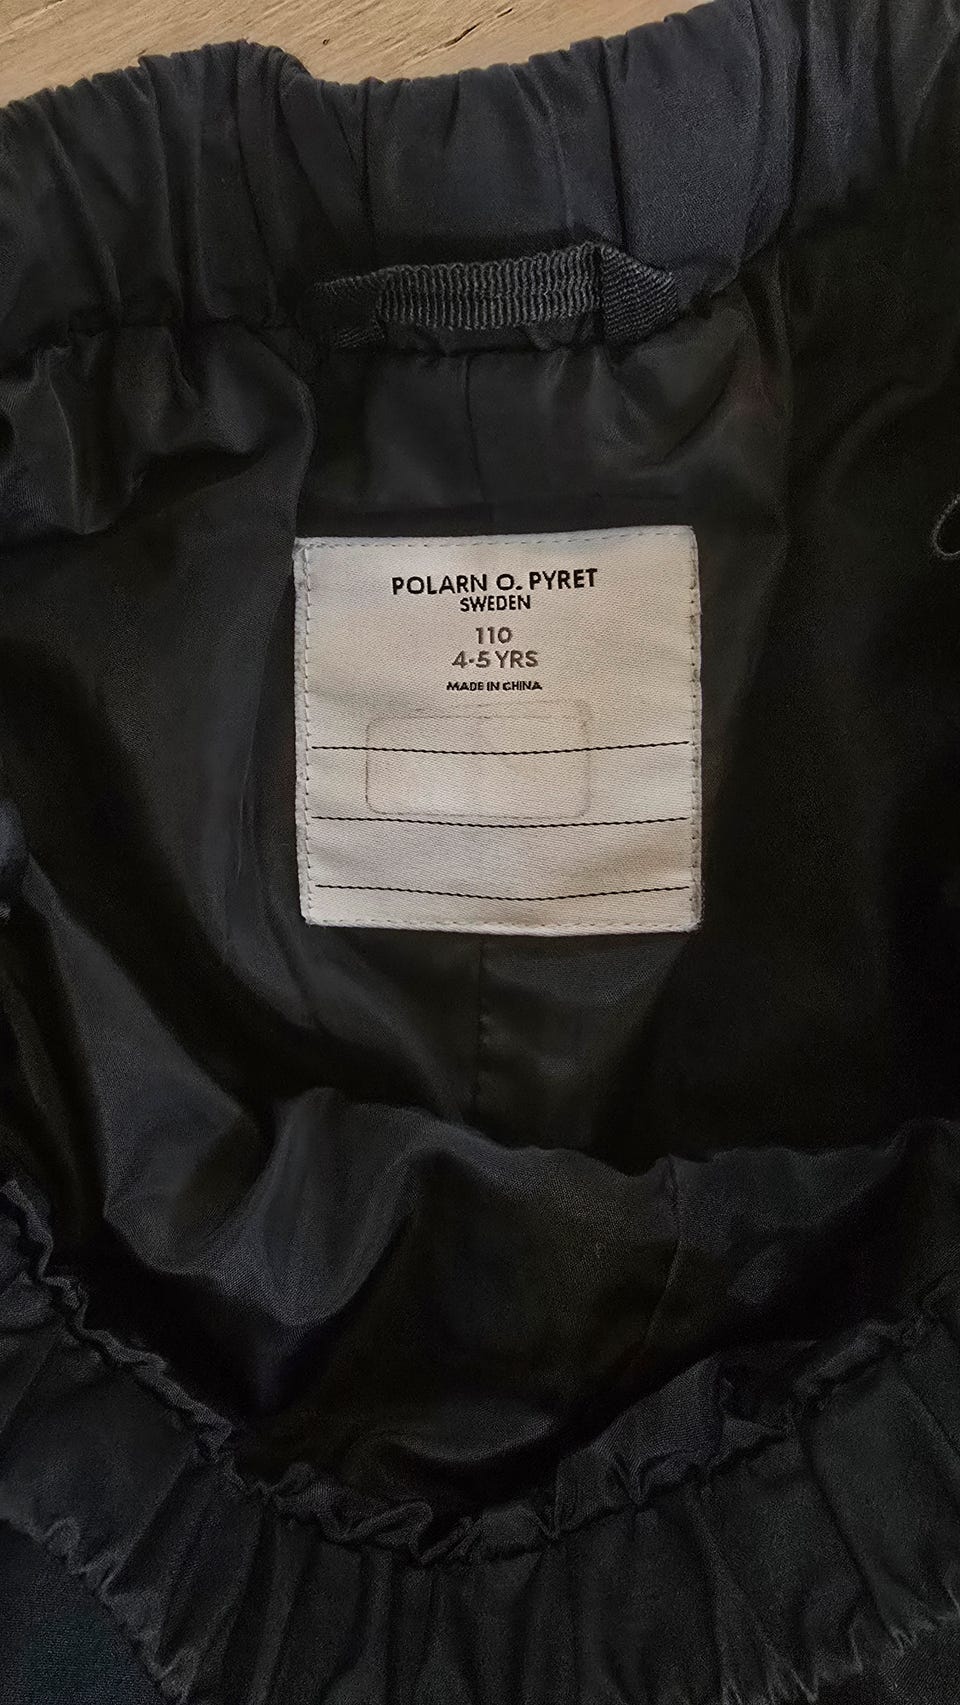 POLARN O. PYRET
SWEDEN
110
4-5 YRS
MADE IN CHINA